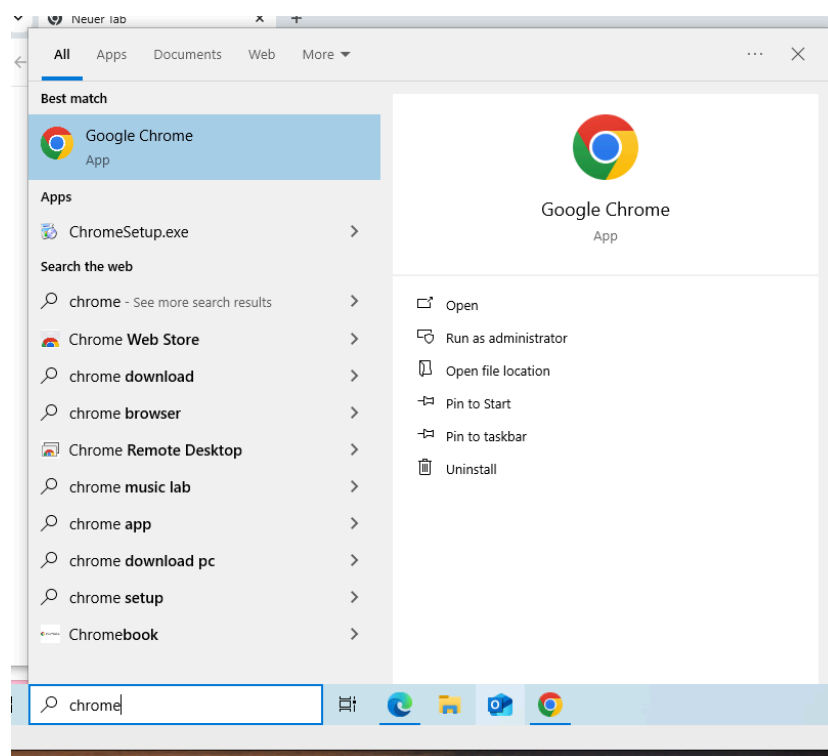 Neuer Tab
All Apps Documents Web More
Best match
Google Chrome
App
Apps
ChromeSetup.exe
Search the web
chrome - See more search results
Chrome Web Store
chrome download
chrome browser
Chrome Remote Desktop
chrome music lab
chrome app
chrome download pc
chrome setup
Chromebook
Google Chrome
App
Open
Run as administrator
Open file location
Pin to Start
Pin to taskbar
Uninstall
chrome